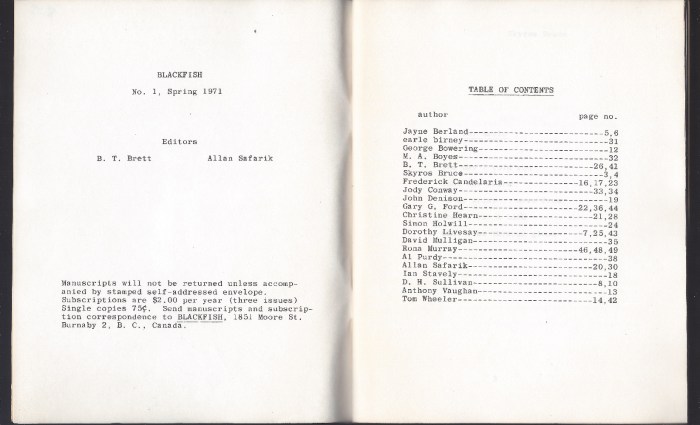 BLACKFISH
No. 1, Spring 1971
Editors
B. T. Brett Allan Safarik
Manuscripts will not be returned unless accomp-
anied by stamped self-addressed envelope.
Subscriptions are $2.00 per year (three issues)
Single copies 75¢. Send manuscripts and subscrip-
tion correspondence to BLACKFISH, 1851 Moore St.
Burnaby 2, B. C., Canada.
TABLE OF CONTENTS
author page no.
Jayne Berland--------------------------5,6
earle birney---------------------------31
George Bowering------------------------12
M. A. Boyes----------------------------32
B. T. Brett--------------------------26,41
Skyros Bruce---------------------------3,4
Frederick Candelaria--------------16,17,23
Jody Conway--------------------------33,34
John Denison---------------------------19
Gary G. Ford----------------------22,36,44
Christine Hearn----------------------21,28
Simon Holwill--------------------------24
Dorothy Livesay--------------------7,25,43
David Mulligan-------------------------35
Rona Murray-----------------------46,48,49
Al Purdy-------------------------------38
Allan Safarik------------------------20,30
Ian Stavely----------------------------18
D. H. Sullivan------------------------8,10
Anthony Vaughan------------------------13
Tom Wheeler--------------------------14,42